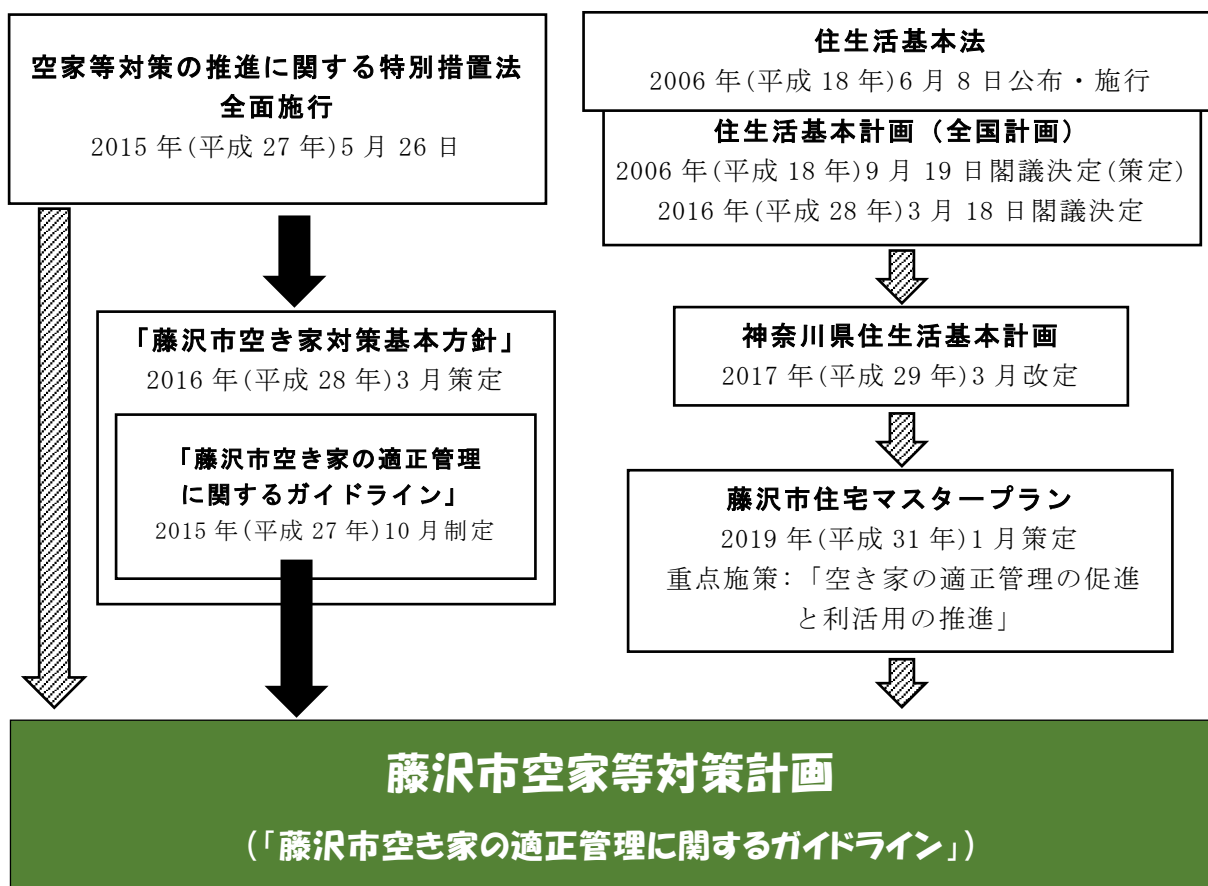 空家等対策の推進に関する特別措置法
全面施行
2015 年(平成 27 年)5 月 26 日
住生活基本法
2006 年(平成 18 年)6 月 8 日公布・施行
住生活基本計画（全国計画）
2006 年(平成 18 年)9 月 19 日閣議決定(策定)
2016 年(平成 28 年)3 月 18 日閣議決定
「藤沢市空き家対策基本方針」
2016 年(平成 28 年)3 月策定
「藤沢市空き家の適正管理
に関するガイドライン」
2015 年(平成 27 年)10 月制定
神奈川県住生活基本計画
2017 年(平成 29 年)3 月改定
藤沢市住宅マスタープラン
2019 年(平成 31 年)1 月策定
重点施策：「空き家の適正管理の促進
と利活用の推進」
藤沢市空家等対策計画
(「藤沢市空き家の適正管理に関するガイドライン」)